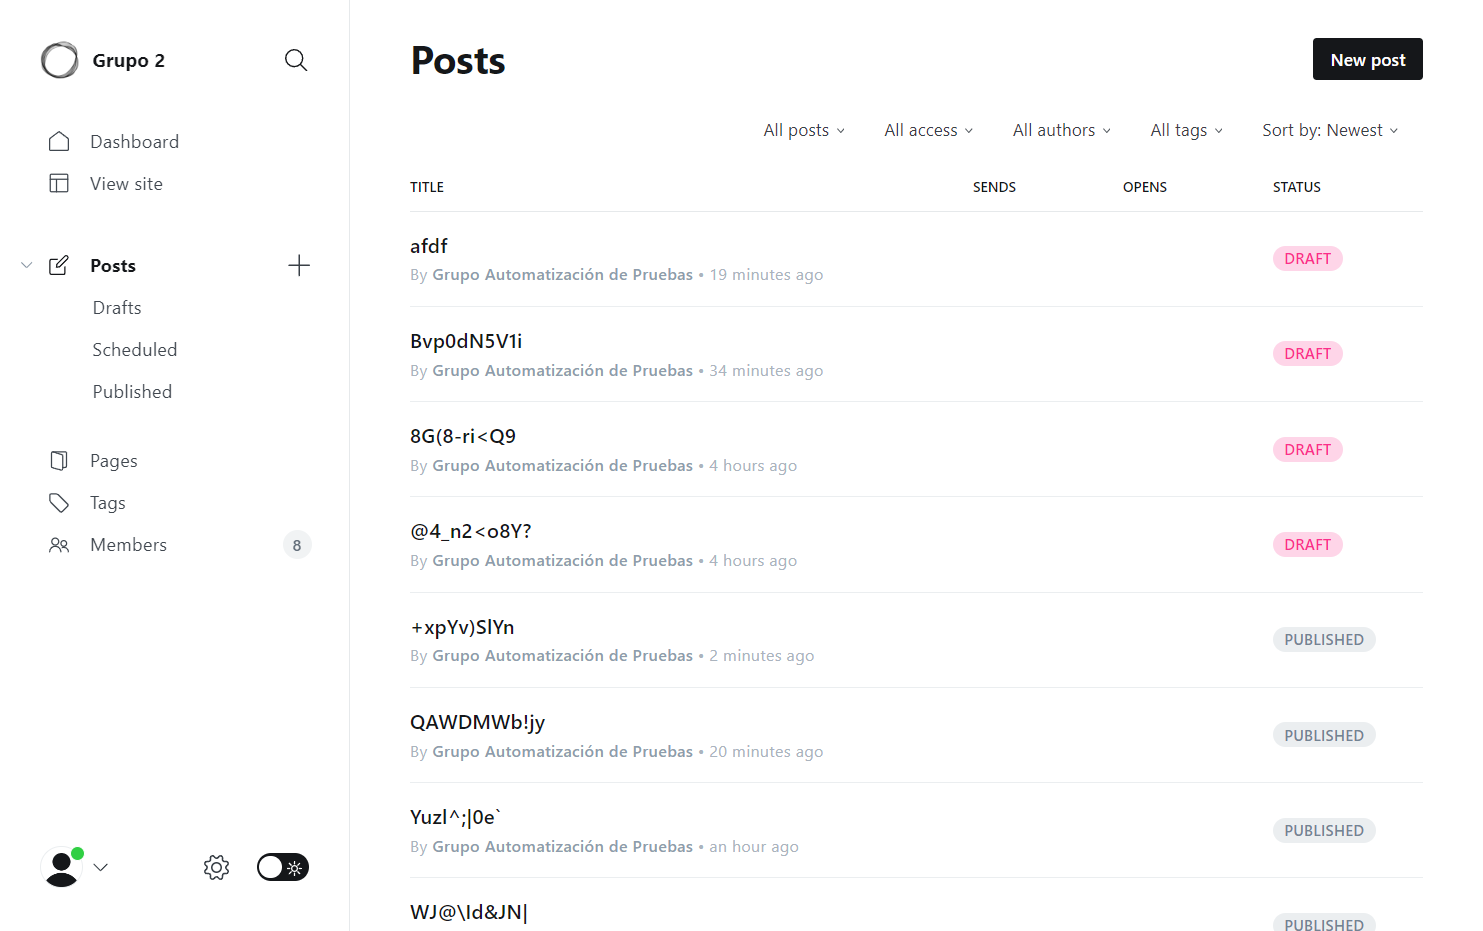 Grupo 2
Dashboard
View site
Posts
Drafts
Scheduled
Published
Pages
Tags
Members 8
Posts
New post
All posts All access All authors All tags Sort by: Newest
TITLE SENDS OPENS STATUS
afdf
By Grupo Automatización de Pruebas • 19 minutes ago
DRAFT
Bvp0dN5V1i
By Grupo Automatización de Pruebas • 34 minutes ago
DRAFT
8G(8-ri<Q9
By Grupo Automatización de Pruebas • 4 hours ago
DRAFT
@4_n2<o8Y?
By Grupo Automatización de Pruebas • 4 hours ago
DRAFT
+xpYv)SlYn
By Grupo Automatización de Pruebas • 2 minutes ago
PUBLISHED
QAWDMWb!jy
By Grupo Automatización de Pruebas • 20 minutes ago
PUBLISHED
Yuzl^;|0e`
By Grupo Automatización de Pruebas • an hour ago
PUBLISHED
WJ@\Id&JN|
PUBLISHED